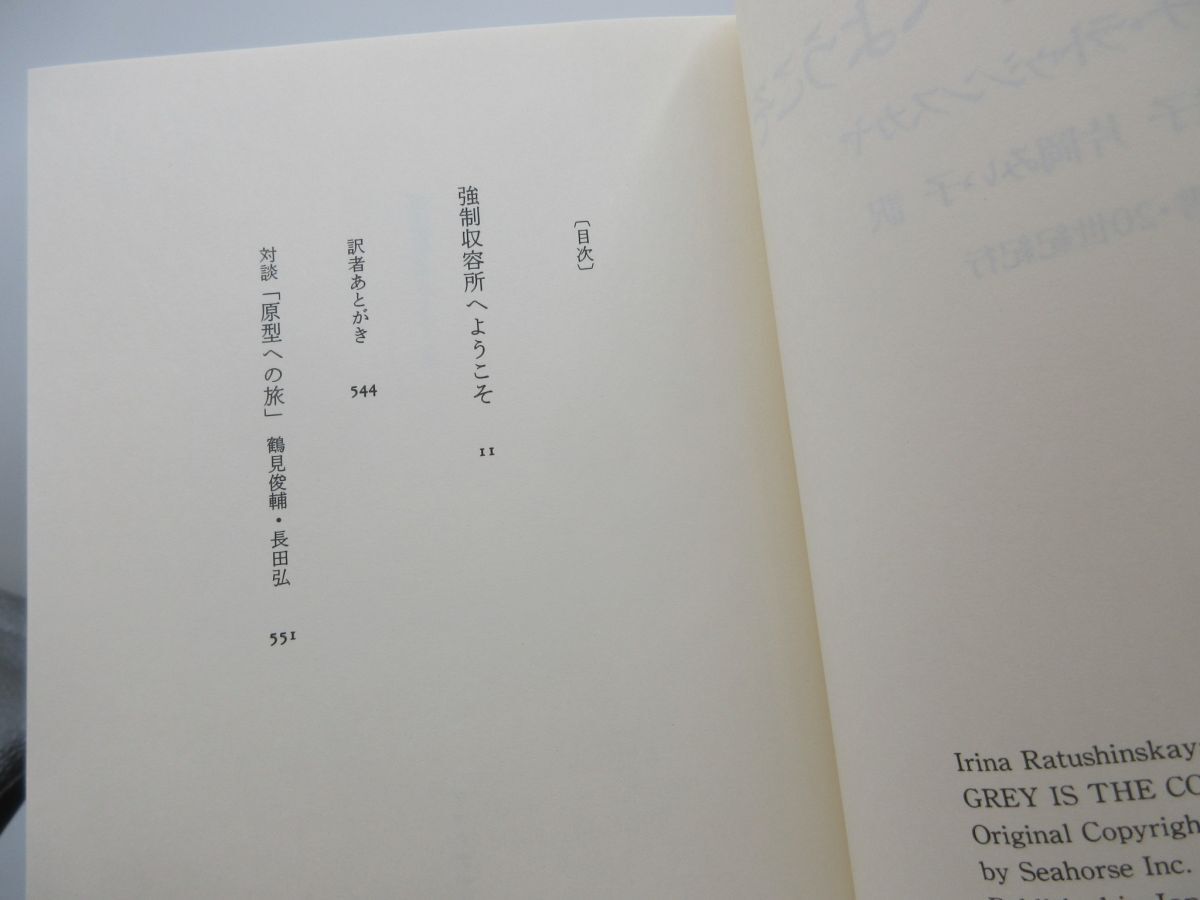 〔目次〕
強制収容所へようこそ 11
訳者あとがき 544
対談「原型への旅」 鶴見俊輔・長田弘 551
Irina Ratushinskay
GREY IS THE CO
Original Copyrigh
by Seahorse Inc.